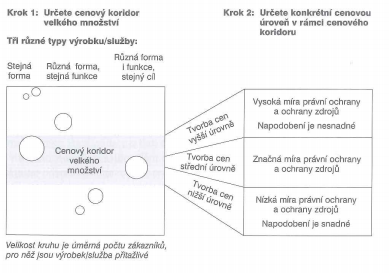 Krok 1: Určete cenový koridor
velkého množství
Tři různé typy výrobku/služby:
Stejná
forma
Různá forma,
stejná funkce
Různá forma
i funkce,
stejný cíl
Cenový koridor
velkého
množství
Velikost kruhu je úměrná počtu zákazníků,
pro něž jsou výrobek/služba přitažlivé
Krok 2: Určete konkrétní cenovou
úroveň v rámci cenového
koridoru
Tvorba cen
vyšší úrovně
Vysoká míra právní ochrany
a ochrany zdrojů
Napodobení je nesnadné
Tvorba cen
střední úrovně
Značná míra právní ochrany
a ochrany zdrojů
Tvorba cen
nižší úrovně
Nízká míra právní ochrany
a ochrany zdrojů
Napodobení je snadné